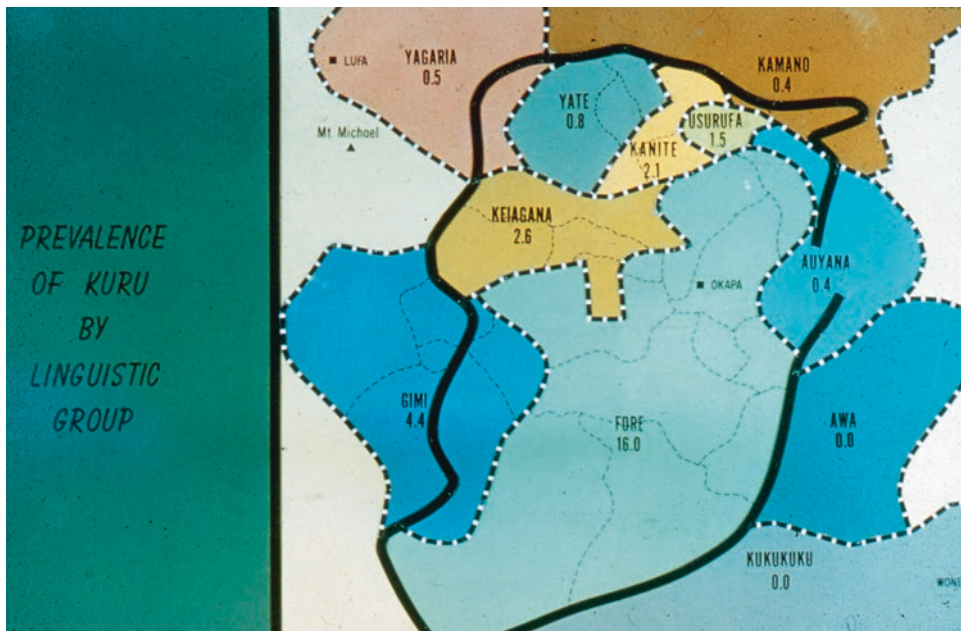 PREVALENCE
OF KURU
BY
LINGUISTIC
GROUP
LUFA
YAGARIA
0.5
KAMANO
0.4
YATE
0.8
USURUFA
1.5
Mt. Michael
KANITE
2.1
KEIAGANA
2.6
AUYANA
0.4
OKAPA
GIMI
4.4
FORE
16.0
AWA
0.0
KUKUKUKU
0.0
WONE